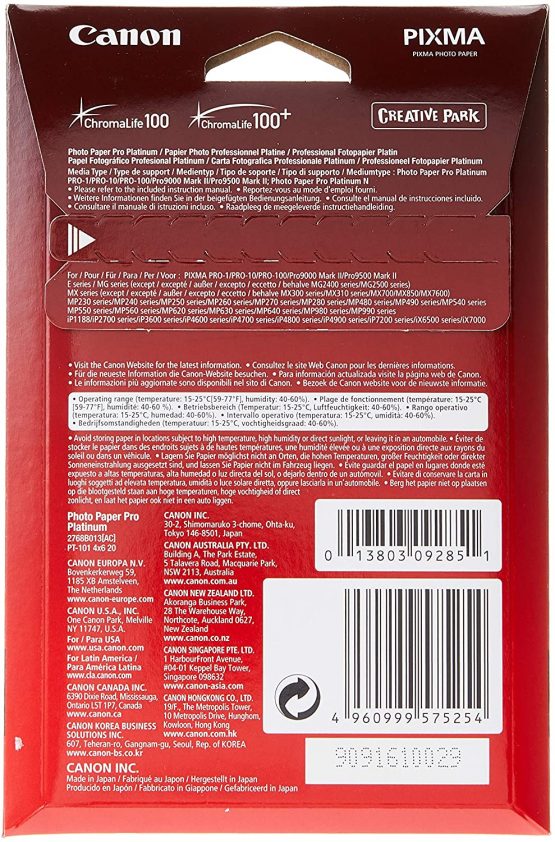 Canon
PIXMA
PIXMA PHOTO PAPER
ChromaLife100
ChromaLife100+
CREATIVE PARK
Photo Paper Pro Platinum / Papier Photo Professionnel Platine / Professional Fotopapier Platin
Papel Fotográfico Profesional Platinum / Carta Fotografica Professionale Platinum / Professioneel Fotopapier Platinum
Media Type / Type de support / Medientyp / Tipo de soporte / Tipo di supporto / Mediumtype : Photo Paper Pro Platinum
PRO-1/PRO-10/PRO-100/Pro9000 Mark II/Pro9500 Mark II; Photo Paper Pro Platinum N
• Please refer to the included instruction manual. • Reportez-vous au mode d'emploi fourni.
• Weitere Informationen finden Sie in der beigefügten Bedienungsanleitung. • Consulte el manual de instrucciones incluido.
• Consultare il manuale di istruzioni incluso. • Raadpleeg de meegeleverde instructiehandleiding.
For / Pour / Für / Para / Per / Voor : PIXMA PRO-1/PRO-10/PRO-100/Pro9000 Mark II/Pro9500 Mark II
E series / MG series (except / excepté / außer / excepto / eccetto / behalve MG2400 series/MG2500 series)
MX series (except / excepté / außer / excepto / eccetto / behalve MX300 series/MX310 series/MX700/MX850/MX7600)
MP230 series/MP240 series/MP250 series/MP260 series/MP270 series/MP280 series/MP480 series/MP490 series/MP540 series
MP550 series/MP560 series/MP620 series/MP630 series/MP640 series/MP980 series/MP990 series
iP1188/iP2700 series/iP3600 series/iP4600 series/iP4700 series/iP4800 series/iP4900 series/iP7200 series/iX6500 series/iX7000
• Visit the Canon Website for the latest information. • Consultez le site Web Canon pour les dernières informations.
• Für die neueste Information die Canon-Website besuchen. • Para información actualizada visite la página web de Canon.
• Le informazioni più aggiornate sono disponibili nel sito di Canon. • Bezoek de Canon-website voor de nieuwste informatie.
• Operating range (temperature: 15-25°C[59-77°F], humidity: 40-60%). • Plage de fonctionnement (température: 15-25°C
[59-77°F], humidité: 40-60 %). • Betriebsbereich (Temperatur: 15-25°C, Luftfeuchtigkeit: 40-60%). • Rango operativo
(temperatura: 15-25°C, humedad: 40-60%). • Intervallo operativo (temperatura: 15-25°C, umidità: 40-60%).
• Bedrijfsomstandigheden (temperatuur: 15-25°C, vochtigheidsgraad: 40-60%).
• Avoid storing paper in locations subject to high temperature, high humidity or direct sunlight, or leaving it in automobile. • Éviter de
stocker le papier dans des endroits sujets à de hautes températures, une humidité élevée ou à une exposition directe aux rayons du
soleil ou dans un véhicule. • Lagern Sie Papier möglichst nicht an Orten, die hohen Temperaturen, großer Feuchtigkeit oder direkter
Sonneneinstrahlung ausgesetzt sind, und lassen Sie Papier nicht im Fahrzeug liegen. • Evite guardar el papel en lugares donde esté
expuesto a altas temperaturas, alta humedad o luz directa del sol, o dejarlo dentro de un automóvil. • Evitare di conservare la carta in
luoghi soggetti ad elevata temperatura, umidità o luce solare diretta, oppure lasciarla in un'automobile. • Berg het papier niet op plaatsen
op die blootgesteld staan aan hoge temperaturen, hoge vochtigheid of direct
zonlicht, en laat het papier ook niet in een auto liggen.
Photo Paper Pro
Platinum
2768B013[AC]
PT-101 4x6 20
CANON EUROPA N.V.
Bovenkerkerweg 59,
1185 XB Amstelveen,
The Netherlands
www.canon-europe.com
CANON U.S.A., INC.
One Canon Park, Melville
NY 11747, U.S.A.
For / Para USA
www.usa.canon.com
For Latin America /
Para América Latina
www.cla.canon.com
CANON CANADA INC.
6390 Dixie Road, Mississauga,
Ontario L5T 1P7, Canada
www.canon.ca
CANON KOREA BUSINESS
SOLUTIONS INC.
607, Teheran-ro, Gangnam-gu, Seoul, Rep. of KOREA
www.canon-bs.co.kr
CANON INC.
Made in Japan / Fabriqué au Japon / Hergestellt in Japan
Producido en Japón / Fabbricato in Giappone / Gefabriceerd in Japan
CANON INC.
30-2, Shimomaruko 3-chome, Ohta-ku,
Tokyo 146-8501, Japan
CANON AUSTRALIA PTY. LTD.
Building A, The Park Estate,
5 Talavera Road, Macquarie Park,
NSW 2113, Australia
www.canon.com.au
CANON NEW ZEALAND LTD.
Akoranga Business Park,
28 The Warehouse Way,
Northcote, Auckland 0627,
New Zealand
www.canon.co.nz
CANON SINGAPORE PTE. LTD.
1 HarbourFront Avenue,
#04-01 Keppel Bay Tower,
Singapore 098632
www.canon-asia.com
CANON HONGKONG CO., LTD.
19/F., The Metropolis Tower,
10 Metropolis Drive, Hunghom,
Kowloon, Hong Kong
www.canon.com.hk
0 13803 09285 1
4 960999 575254
9091610029